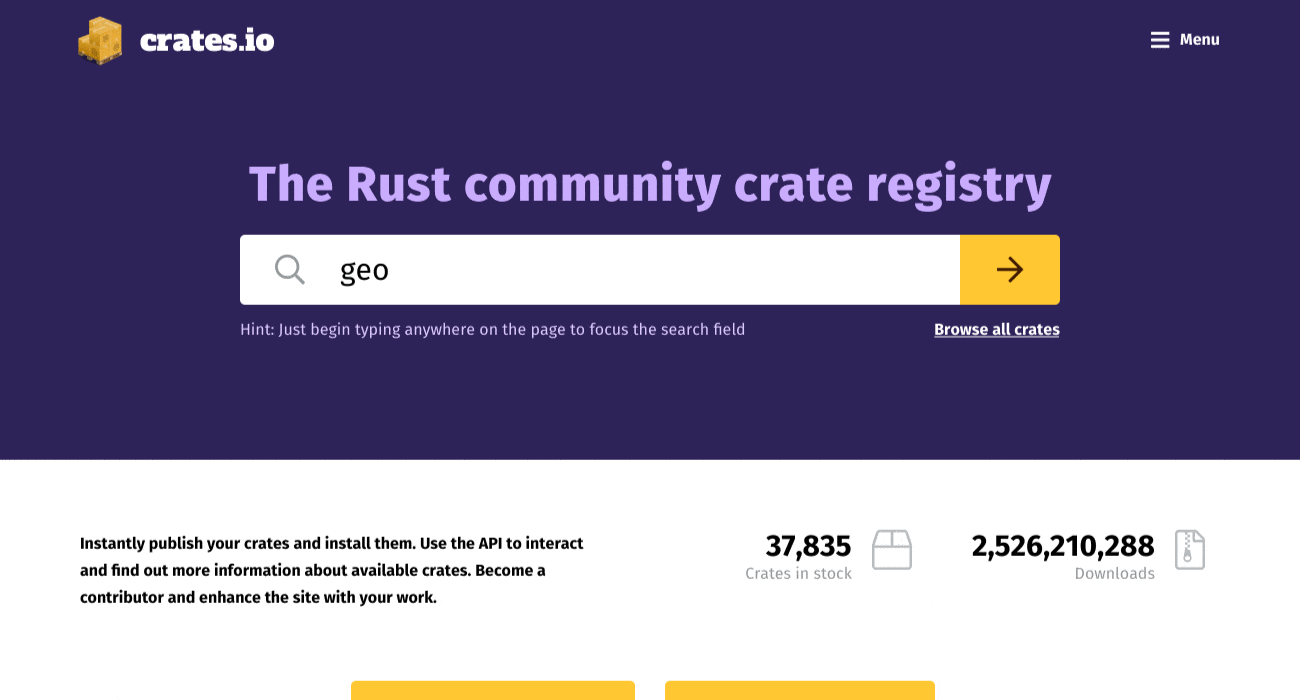 crates.io
Menu
The Rust community crate registry
geo
Hint: Just begin typing anywhere on the page to focus the search field
Browse all crates
Instantly publish your crates and install them. Use the API to interact
and find out more information about available crates. Become a
contributor and enhance the site with your work.
37,835
Crates in stock
2,526,210,288
Downloads